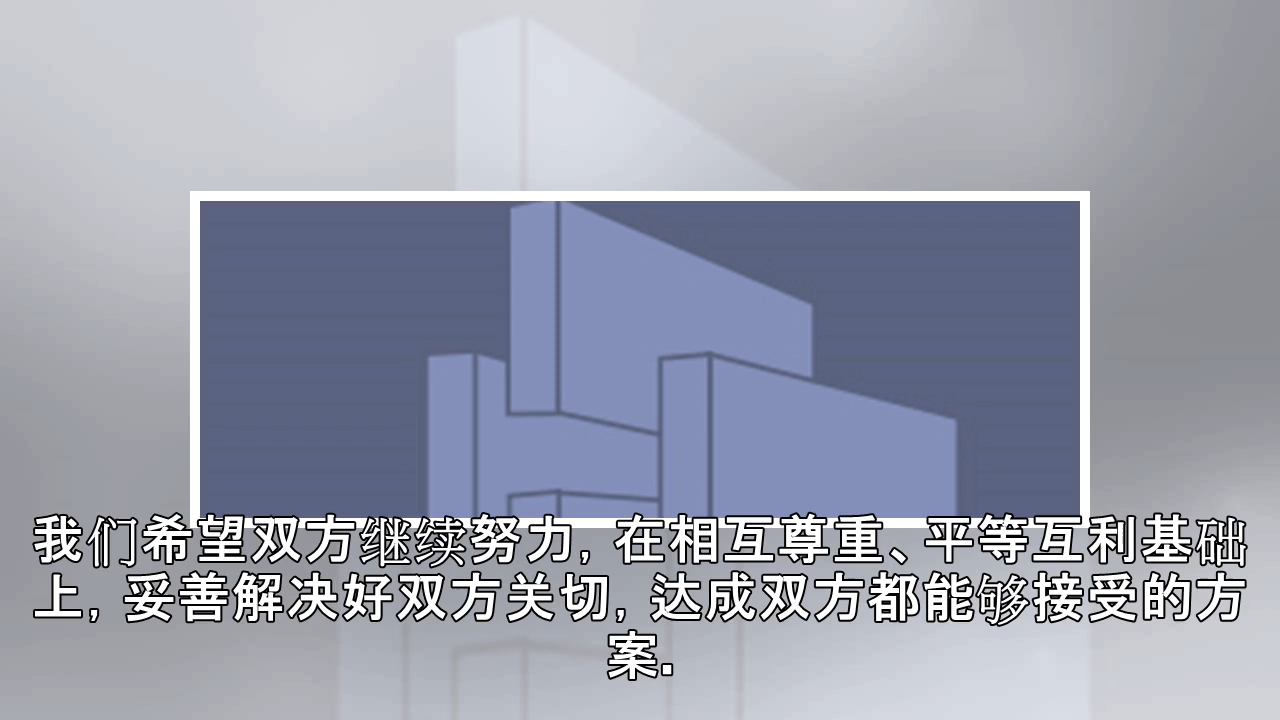 我们希望双方继续努力, 在相互尊重、平等互利基础
上, 妥善解决好双方关切, 达成双方都能够接受的方
案.